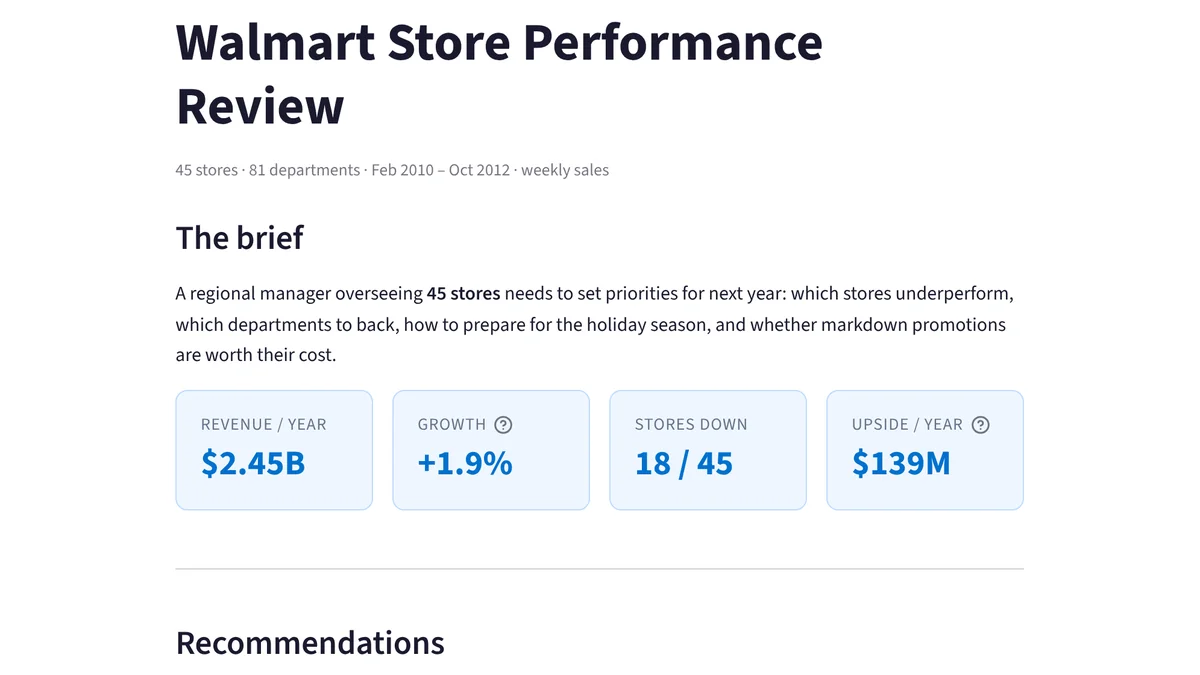 Walmart Store Performance
Review
45 stores · 81 departments · Feb 2010 – Oct 2012 · weekly sales
The brief
A regional manager overseeing 45 stores needs to set priorities for next year: which stores underperform,
which departments to back, how to prepare for the holiday season, and whether markdown promotions
are worth their cost.
REVENUE / YEAR
$2.45B
GROWTH ?
+1.9%
STORES DOWN
18 / 45
UPSIDE / YEAR ?
$139M
Recommendations